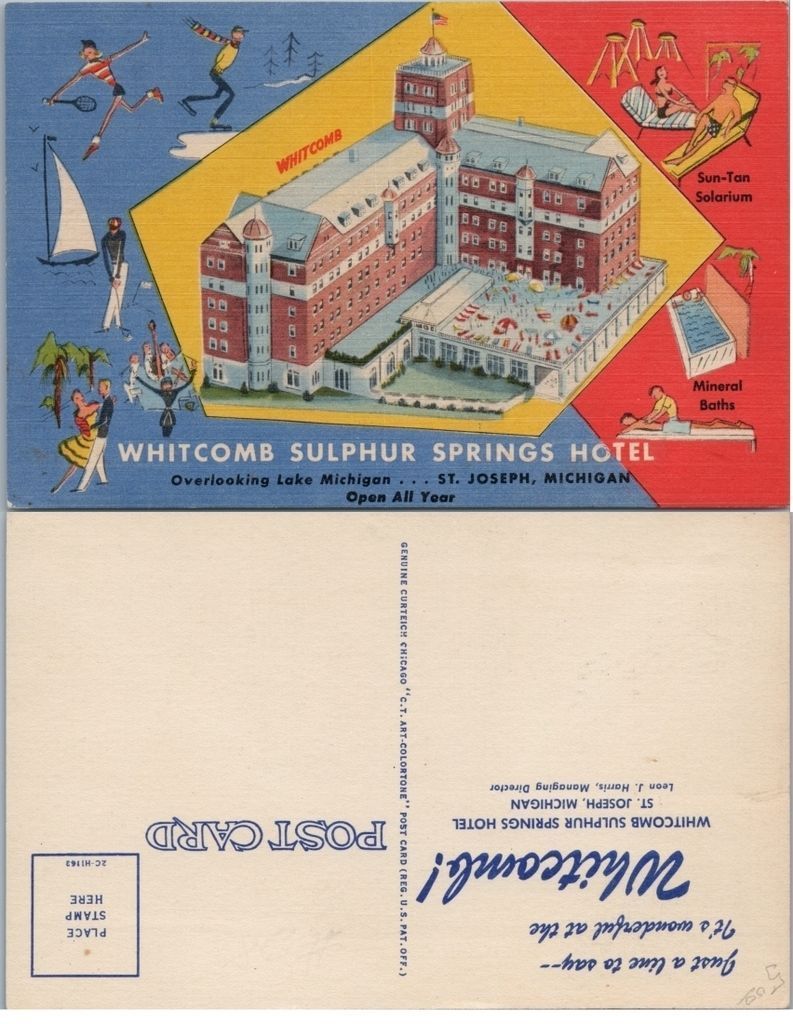 WHITCOMB
Sun-Tan
Solarium
Mineral
Baths
WHITCOMB SULPHUR SPRINGS HOTEL
Overlooking Lake Michigan . . . ST. JOSEPH, MICHIGAN
Open All Year
Just a line to say--
It's wonderful at the
Whitcomb!
WHITCOMB SULPHUR SPRINGS HOTEL
ST. JOSEPH, MICHIGAN
Leon J. Harris, Managing Director
GENUINE CURTEICH CHICAGO "C.T. ART-COLORTONE" POST CARD (REG. U.S. PAT. OFF.)
POST CARD
PLACE
STAMP
HERE
2C-H1162